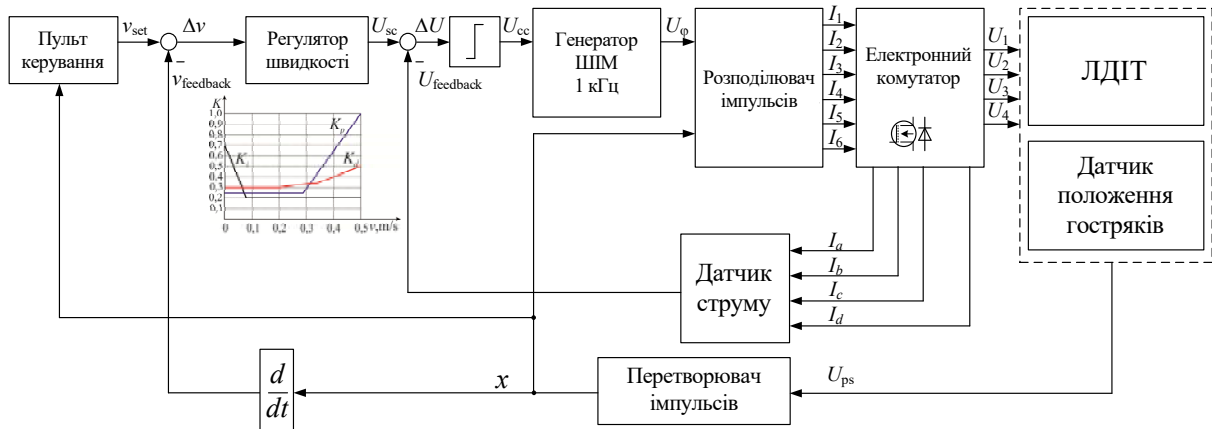 Пульт
керування
v_set
Δv
Регулятор
швидкості
U_sc
ΔU
U_cc
Генератор
ШІМ
1 кГц
U_φ
Розподілювач
імпульсів
I_1
I_2
I_3
I_4
I_5
I_6
Електронний
комутатор
U_1
U_2
U_3
U_4
ЛДІТ
Датчик
положення
гостряків
−
v_feedback
−
U_feedback
K
1,0
0,9
0,8
0,7
0,6
0,5
0,4
0,3
0,2
0,1
0 0,1 0,2 0,3 0,4 0,5
v,m/s
K_p
K_i
K_d
Датчик
струму
I_a
I_b
I_c
I_d
d
dt
x
Перетворювач
імпульсів
U_ps